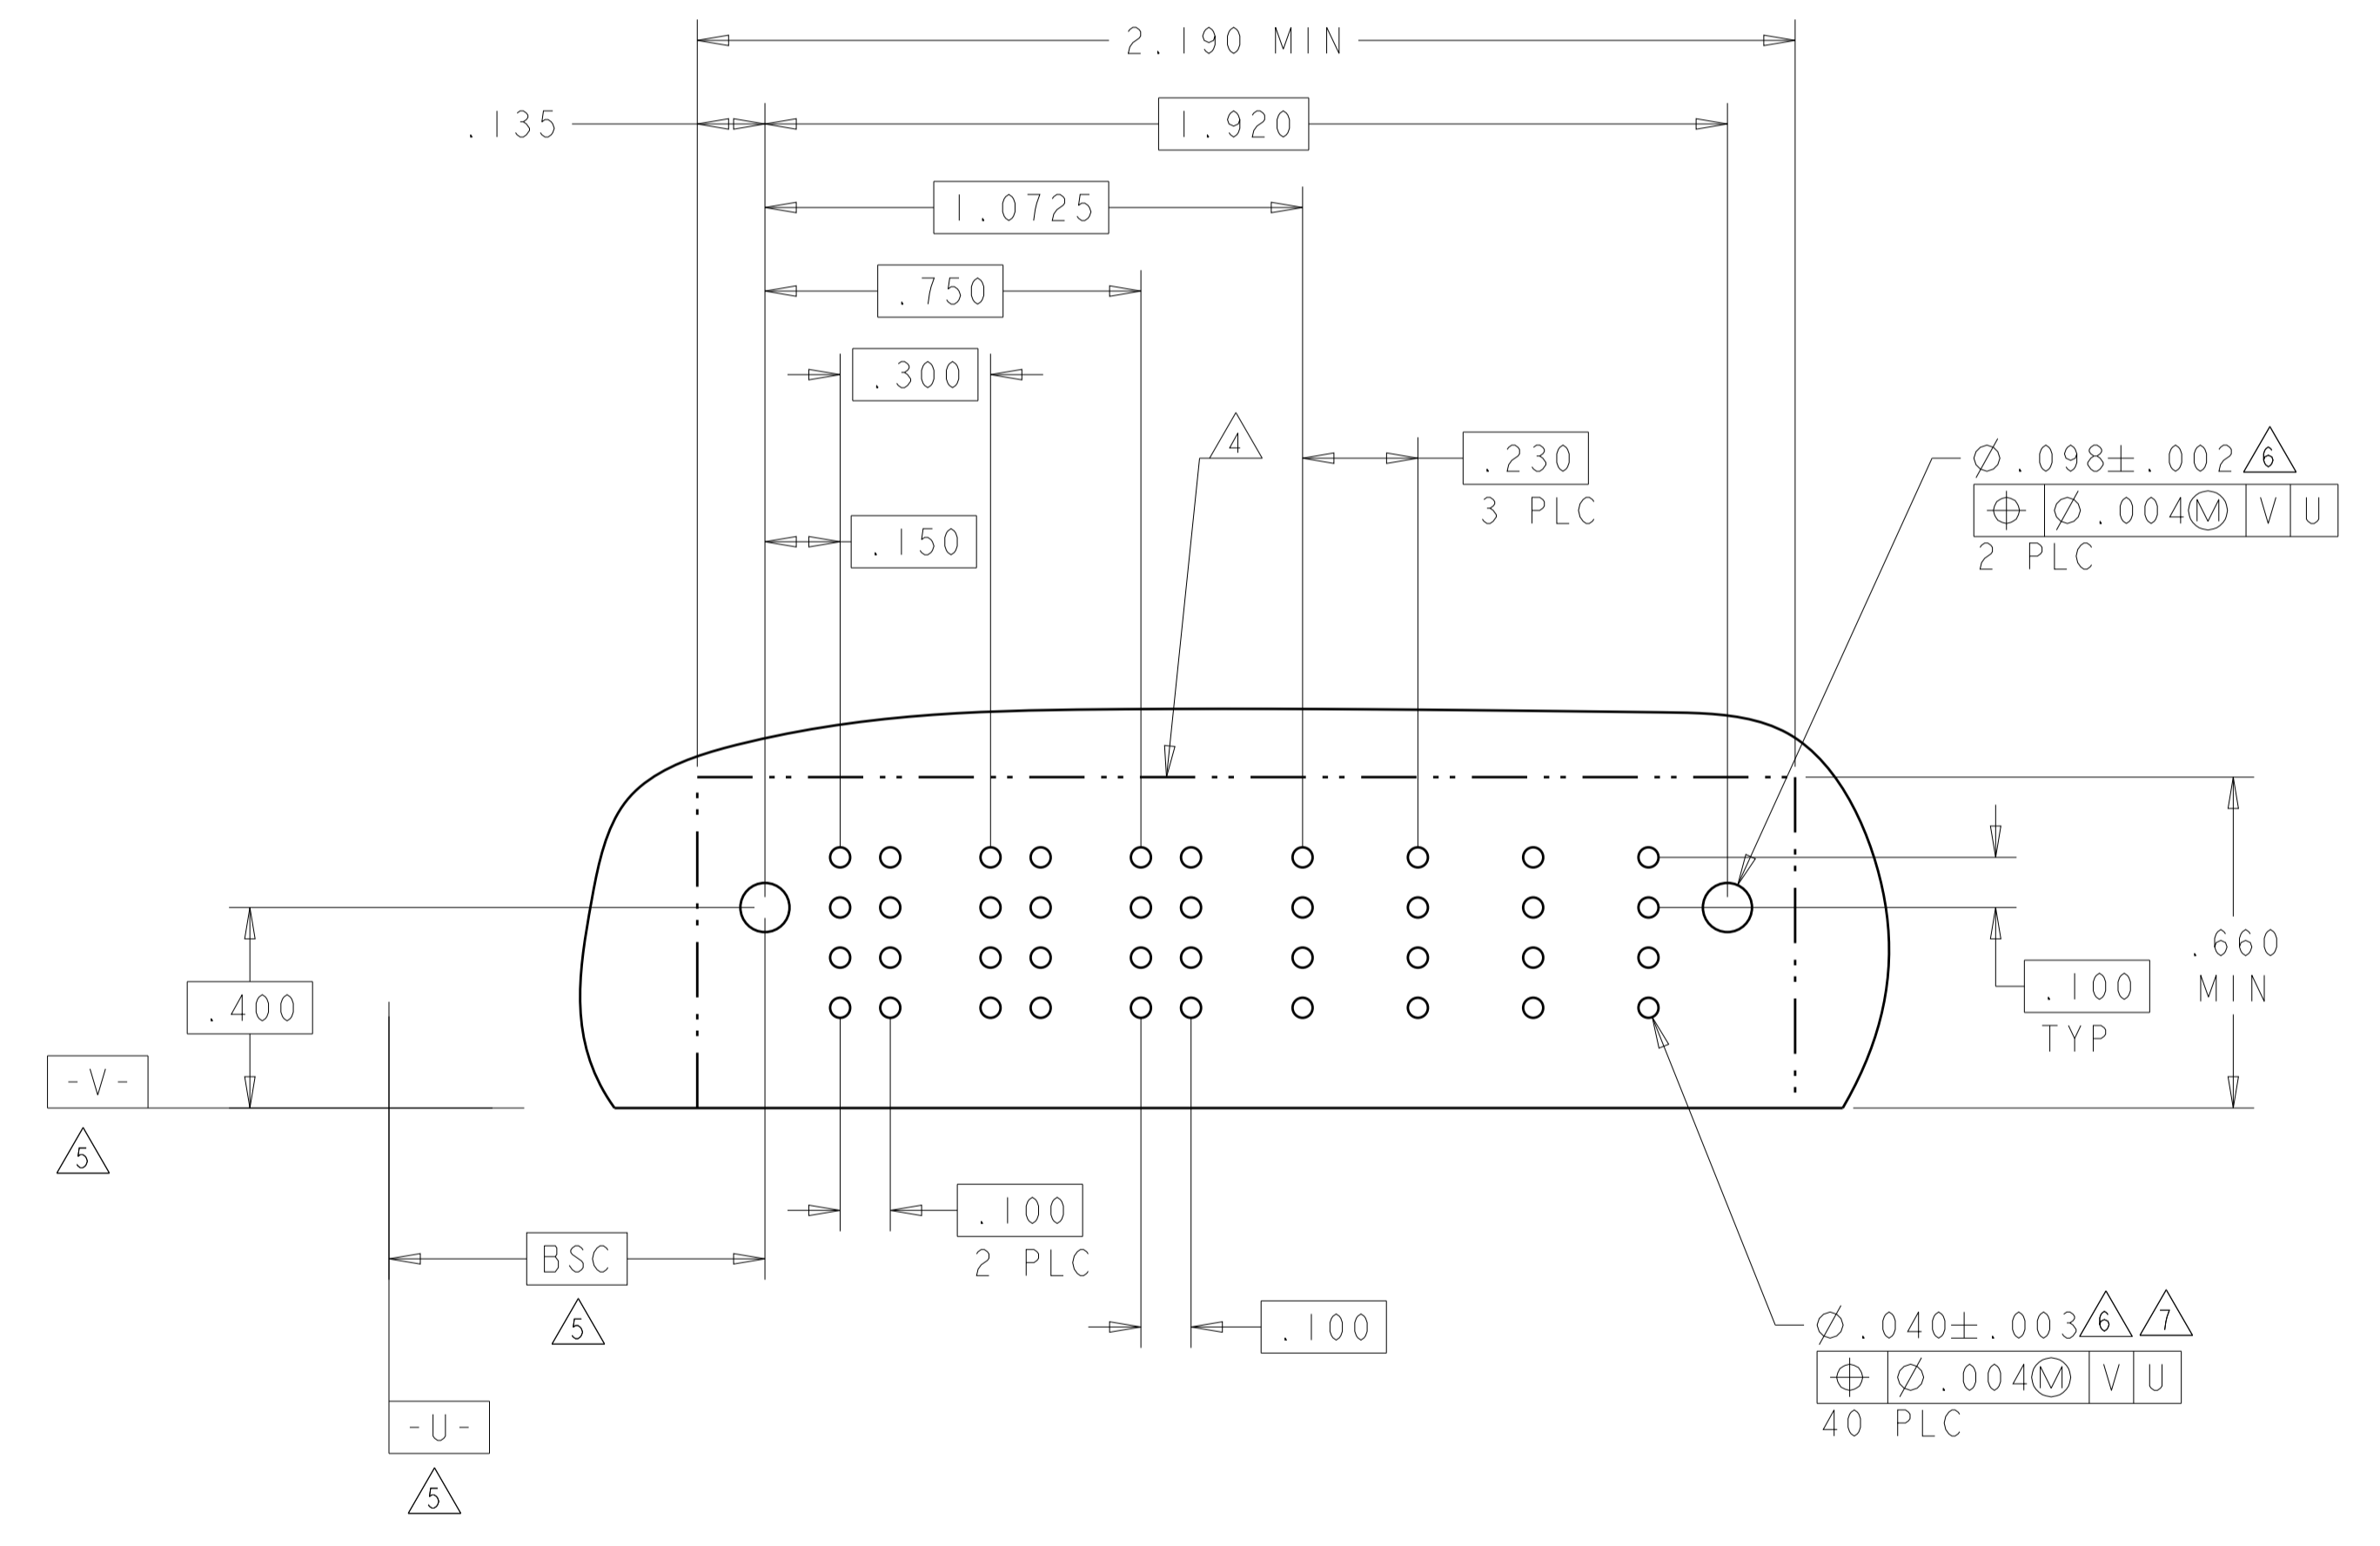 2.190 MIN
.135
1.920
1.0725
.750
.300
4
.230
3 PLC
⌀.098±.002 6
⌖ ⌀.004Ⓜ V U
2 PLC
.150
.660
MIN
.100
TYP
.400
-V-
5
.100
2 PLC
BSC
5
.100
⌀.040±.003 6 7
⌖ ⌀.004Ⓜ V U
40 PLC
-U-
5